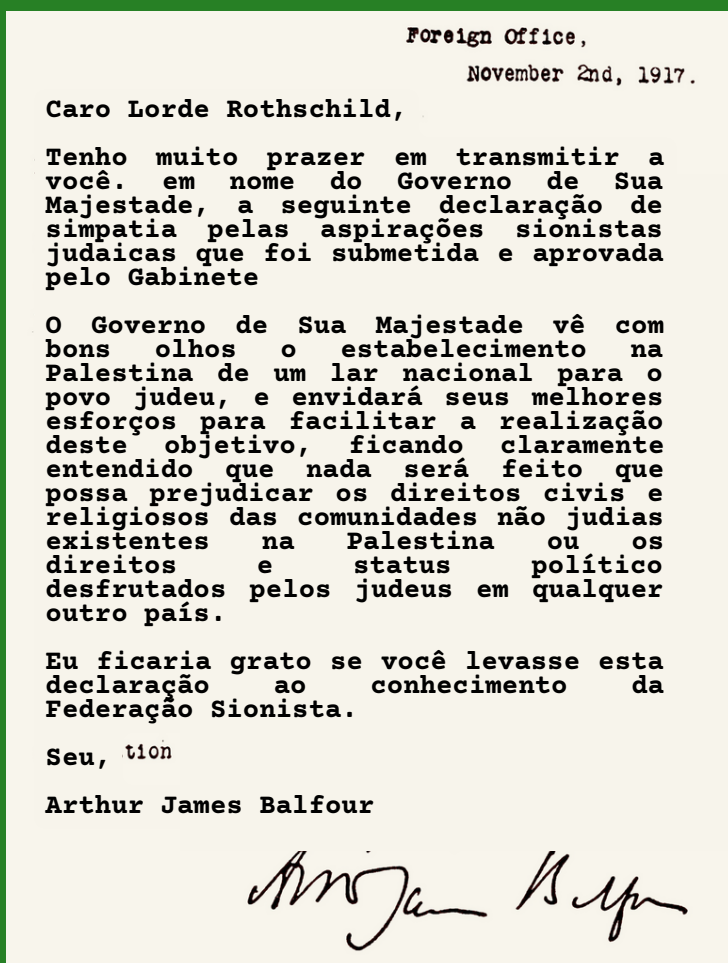 Foreign Office,
November 2nd, 1917.
Caro Lorde Rothschild,
Tenho muito prazer em transmitir a
você. em nome do Governo de Sua
Majestade, a seguinte declaração de
simpatia pelas aspirações sionistas
judaicas que foi submetida e aprovada
pelo Gabinete
O Governo de Sua Majestade vê com
bons olhos o estabelecimento na
Palestina de um lar nacional para o
povo judeu, e envidará seus melhores
esforços para facilitar a realização
deste objetivo, ficando claramente
entendido que nada será feito que
possa prejudicar os direitos civis e
religiosos das comunidades não judias
existentes na Palestina ou os
direitos e status político
desfrutados pelos judeus em qualquer
outro país.
Eu ficaria grato se você levasse esta
declaração ao conhecimento da
Federação Sionista.
Seu, tion
Arthur James Balfour